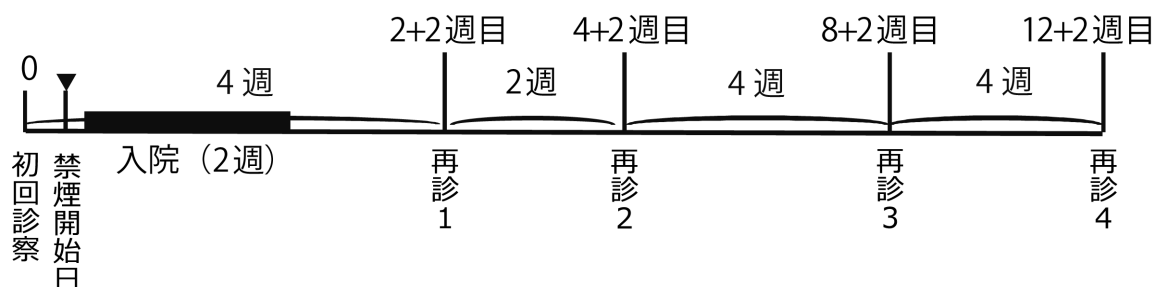 2+2週目
4+2週目
8+2週目
12+2週目
0
4 週
2週
4 週
4 週
入院（2週）
初回診察
禁煙開始日
再診1
再診2
再診3
再診4